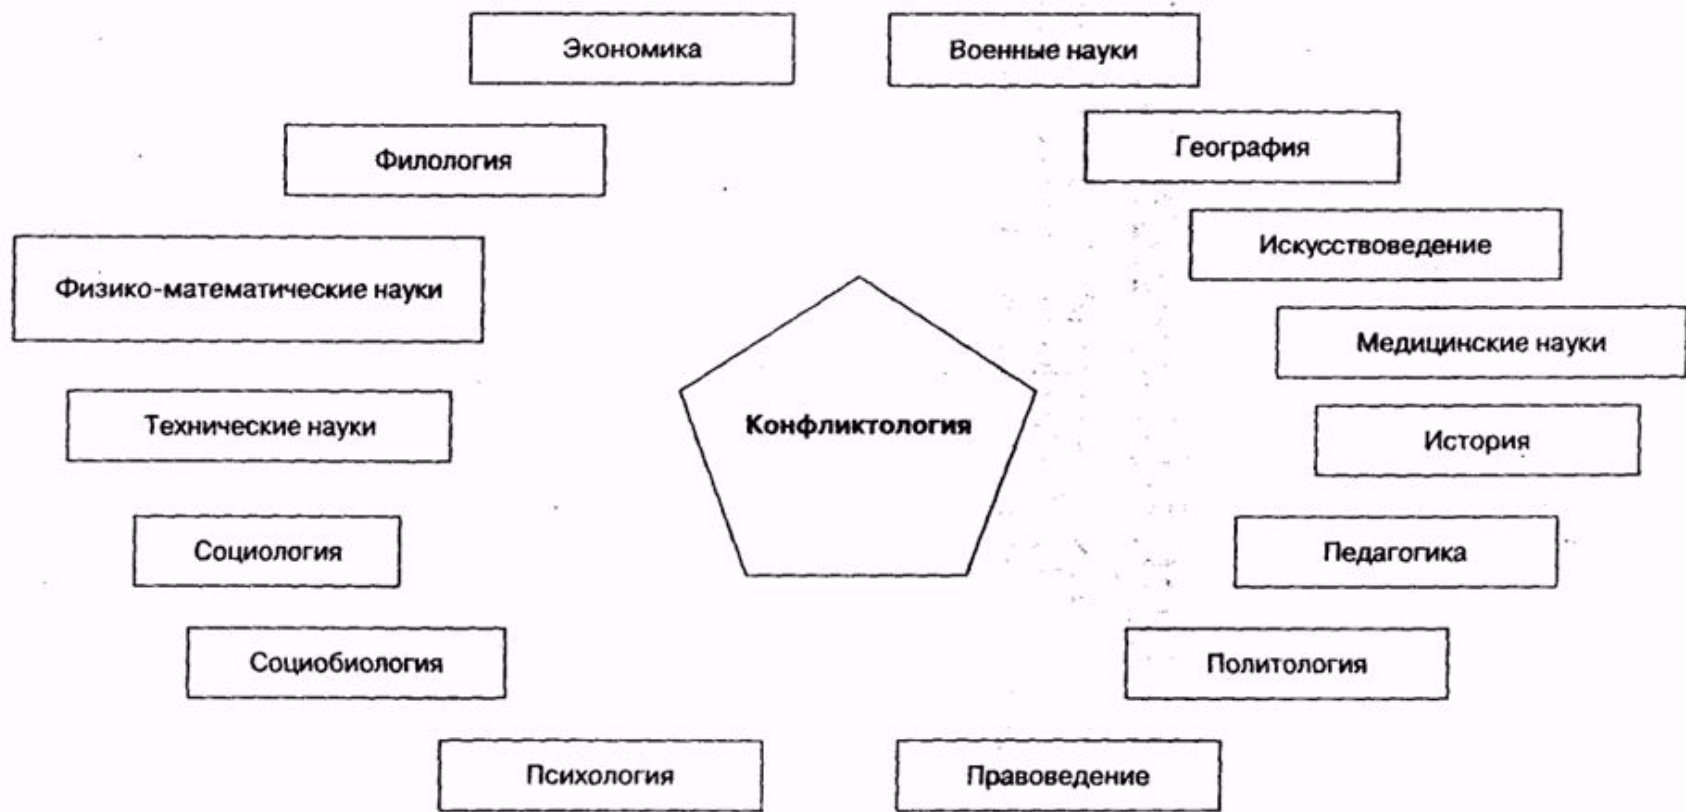 Экономика
Военные науки
Филология
География
Искусствоведение
Физико-математические науки
Медицинские науки
Конфликтология
Технические науки
История
Социология
Педагогика
Социобиология
Политология
Психология
Правоведение